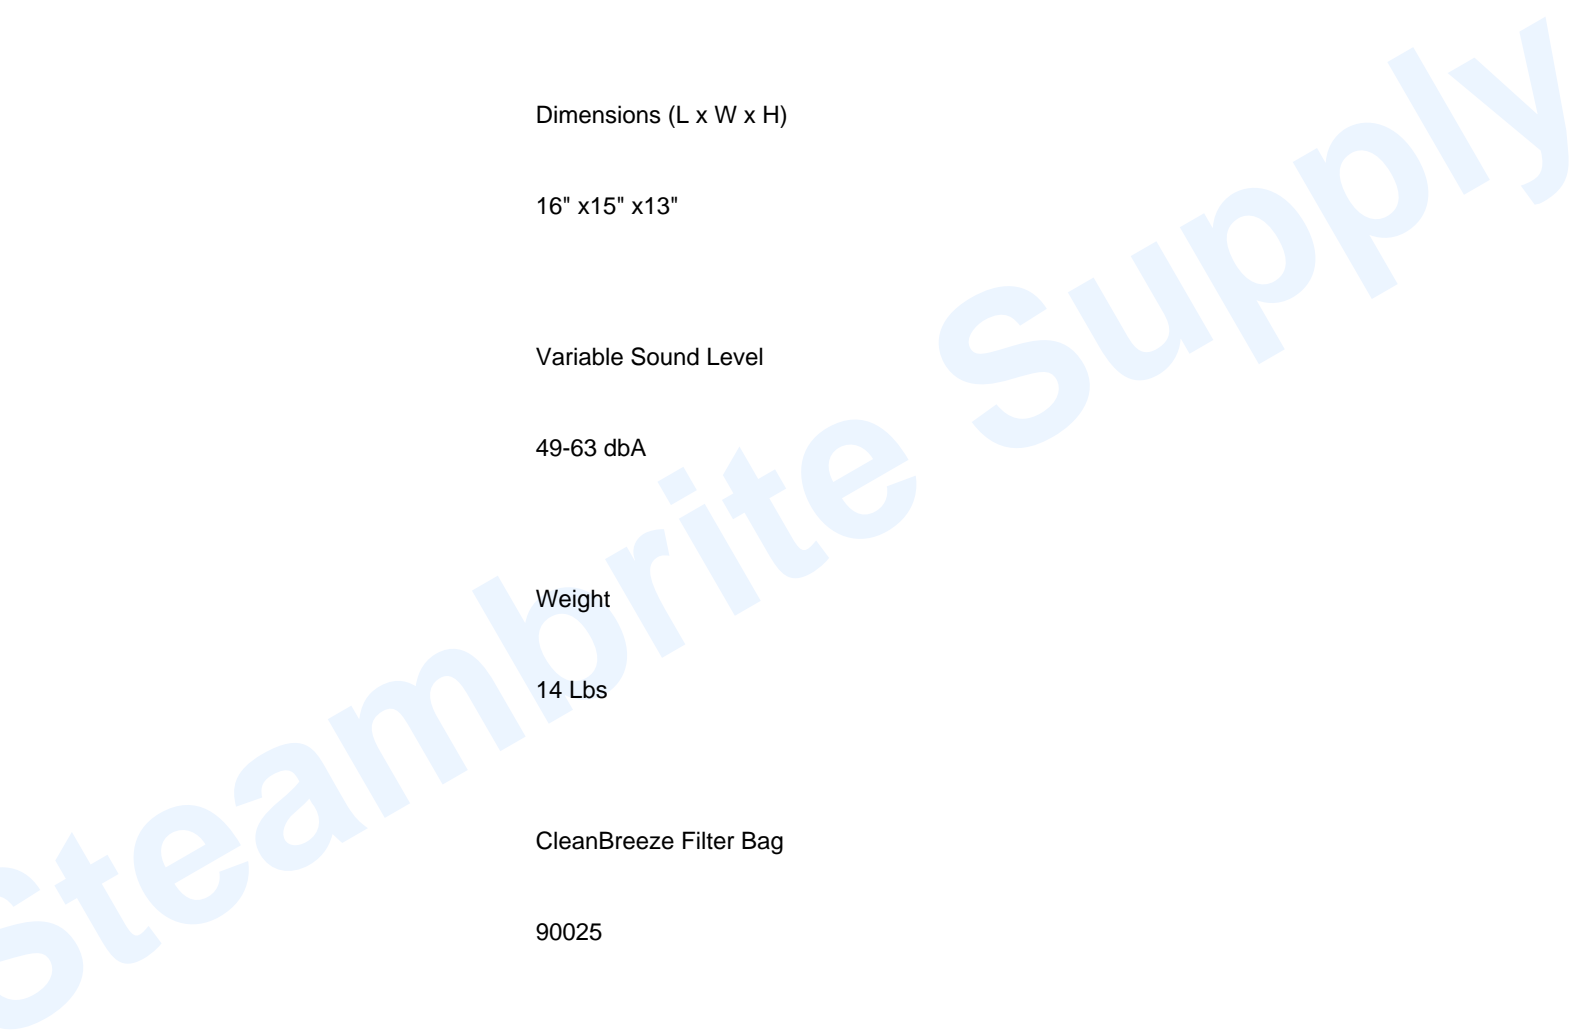 Dimensions (L x W x H)
16" x15" x13"
Variable Sound Level
49-63 dbA
Weight
14 Lbs
CleanBreeze Filter Bag
90025
Steambrite Supply